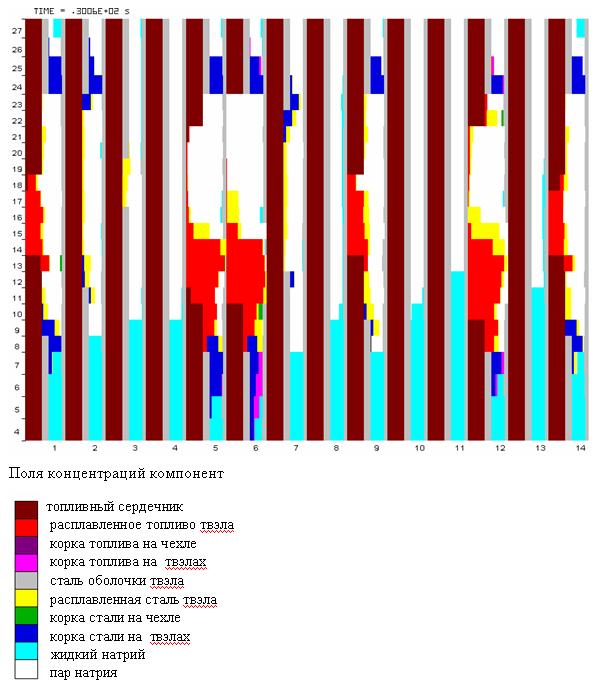 TIME = .3006E+02 s
27
26
25
24
23
22
21
20
19
18
17
16
15
14
13
12
11
10
9
8
7
6
5
4
1 2 3 4 5 6 7 8 9 10 11 12 13 14
Поля концентраций компонент
топливный сердечник
расплавленное топливо твэла
корка топлива на чехле
корка топлива на твэлах
сталь оболочки твэла
расплавленная сталь твэла
корка стали на чехле
корка стали на твэлах
жидкий натрий
пар натрия